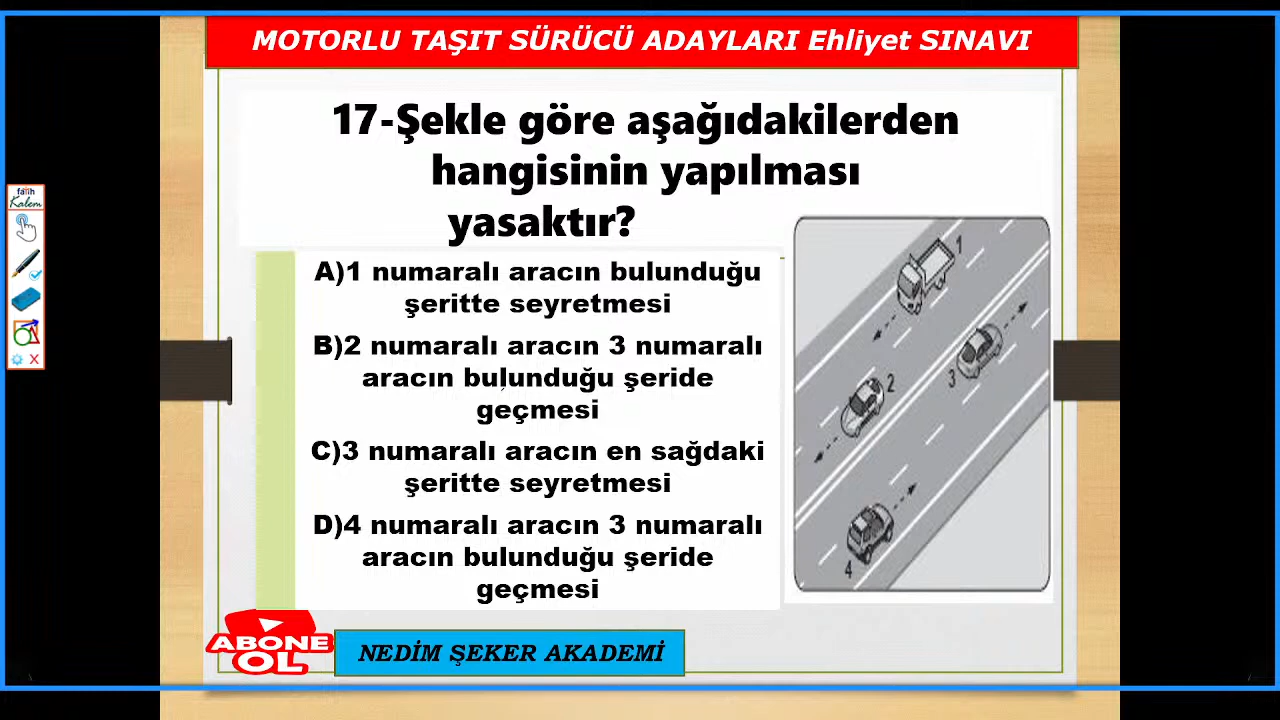 MOTORLU TAŞIT SÜRÜCÜ ADAYLARI Ehliyet SINAVI
17-Şekle göre aşağıdakilerden
hangisinin yapılması
yasaktır?
A)1 numaralı aracın bulunduğu
şeritte seyretmesi
B)2 numaralı aracın 3 numaralı
aracın bulunduğu şeride
geçmesi
C)3 numaralı aracın en sağdaki
şeritte seyretmesi
D)4 numaralı aracın 3 numaralı
aracın bulunduğu şeride
geçmesi
1
2
3
4
fatih
Kalem
ABONE
OL
NEDİM ŞEKER AKADEMİ